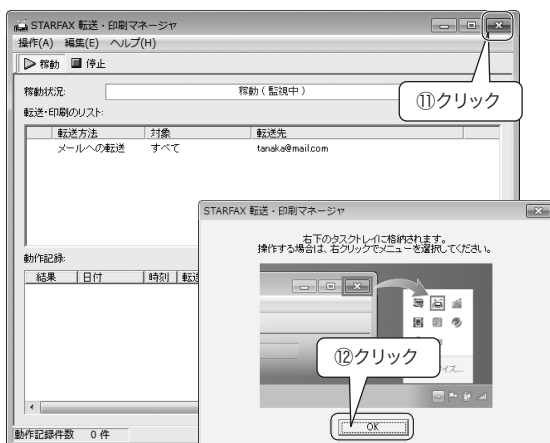 STARFAX 転送・印刷マネージャ
操作(A) 編集(E) ヘルプ(H)
稼動 停止
稼動状況: 稼動(監視中)
⑪クリック
転送・印刷のリスト:
転送方法 対象 転送先
メールへの転送 すべて tanaka@mail.com
STARFAX 転送・印刷マネージャ
右下のタスクトレイに格納されます。
操作する場合は、右クリックでメニューを選択してください。
動作記録:
結果 日付 時刻 転送
⑫クリック
イズ...
OK
動作記録件数 0 件